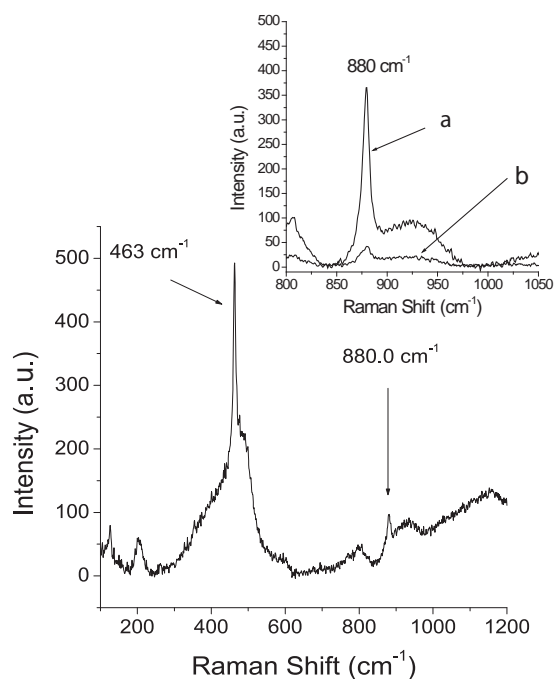 500
450
400
350
300
250
200
150
100
50
0
Intensity (a.u.)
880 cm⁻¹
a
b
800 850 900 950 1000 1050
Raman Shift (cm⁻¹)
500
400
300
200
100
0
Intensity (a.u.)
463 cm⁻¹
880.0 cm⁻¹
200 400 600 800 1000 1200
Raman Shift (cm⁻¹)